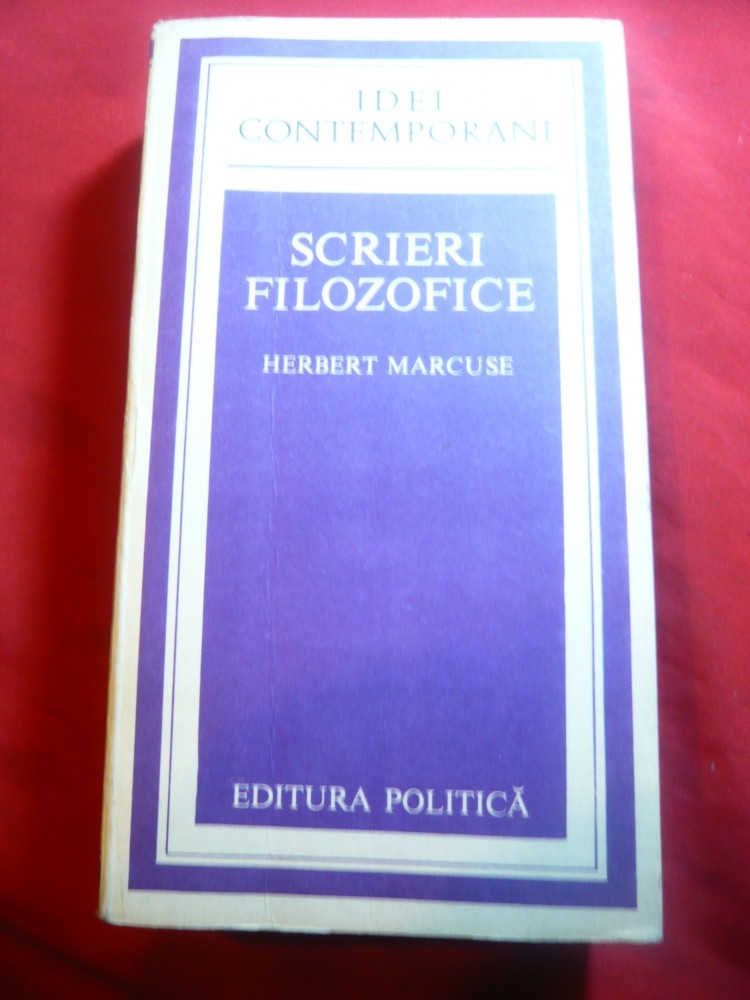 IDEI
CONTEMPORANE
SCRIERI
FILOZOFICE
HERBERT MARCUSE
EDITURA POLITICĂ